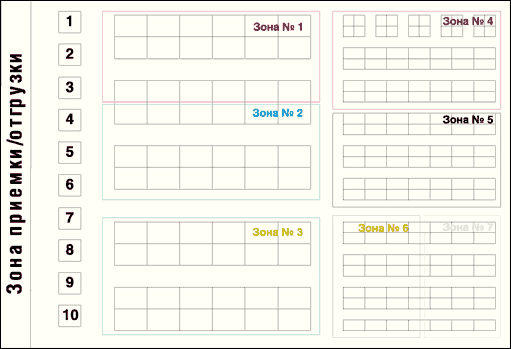 Зона приемки/отгрузки
1
2
3
4
5
6
7
8
9
10
Зона № 1
Зона № 2
Зона № 3
Зона № 4
Зона № 5
Зона № 6
Зона № 7